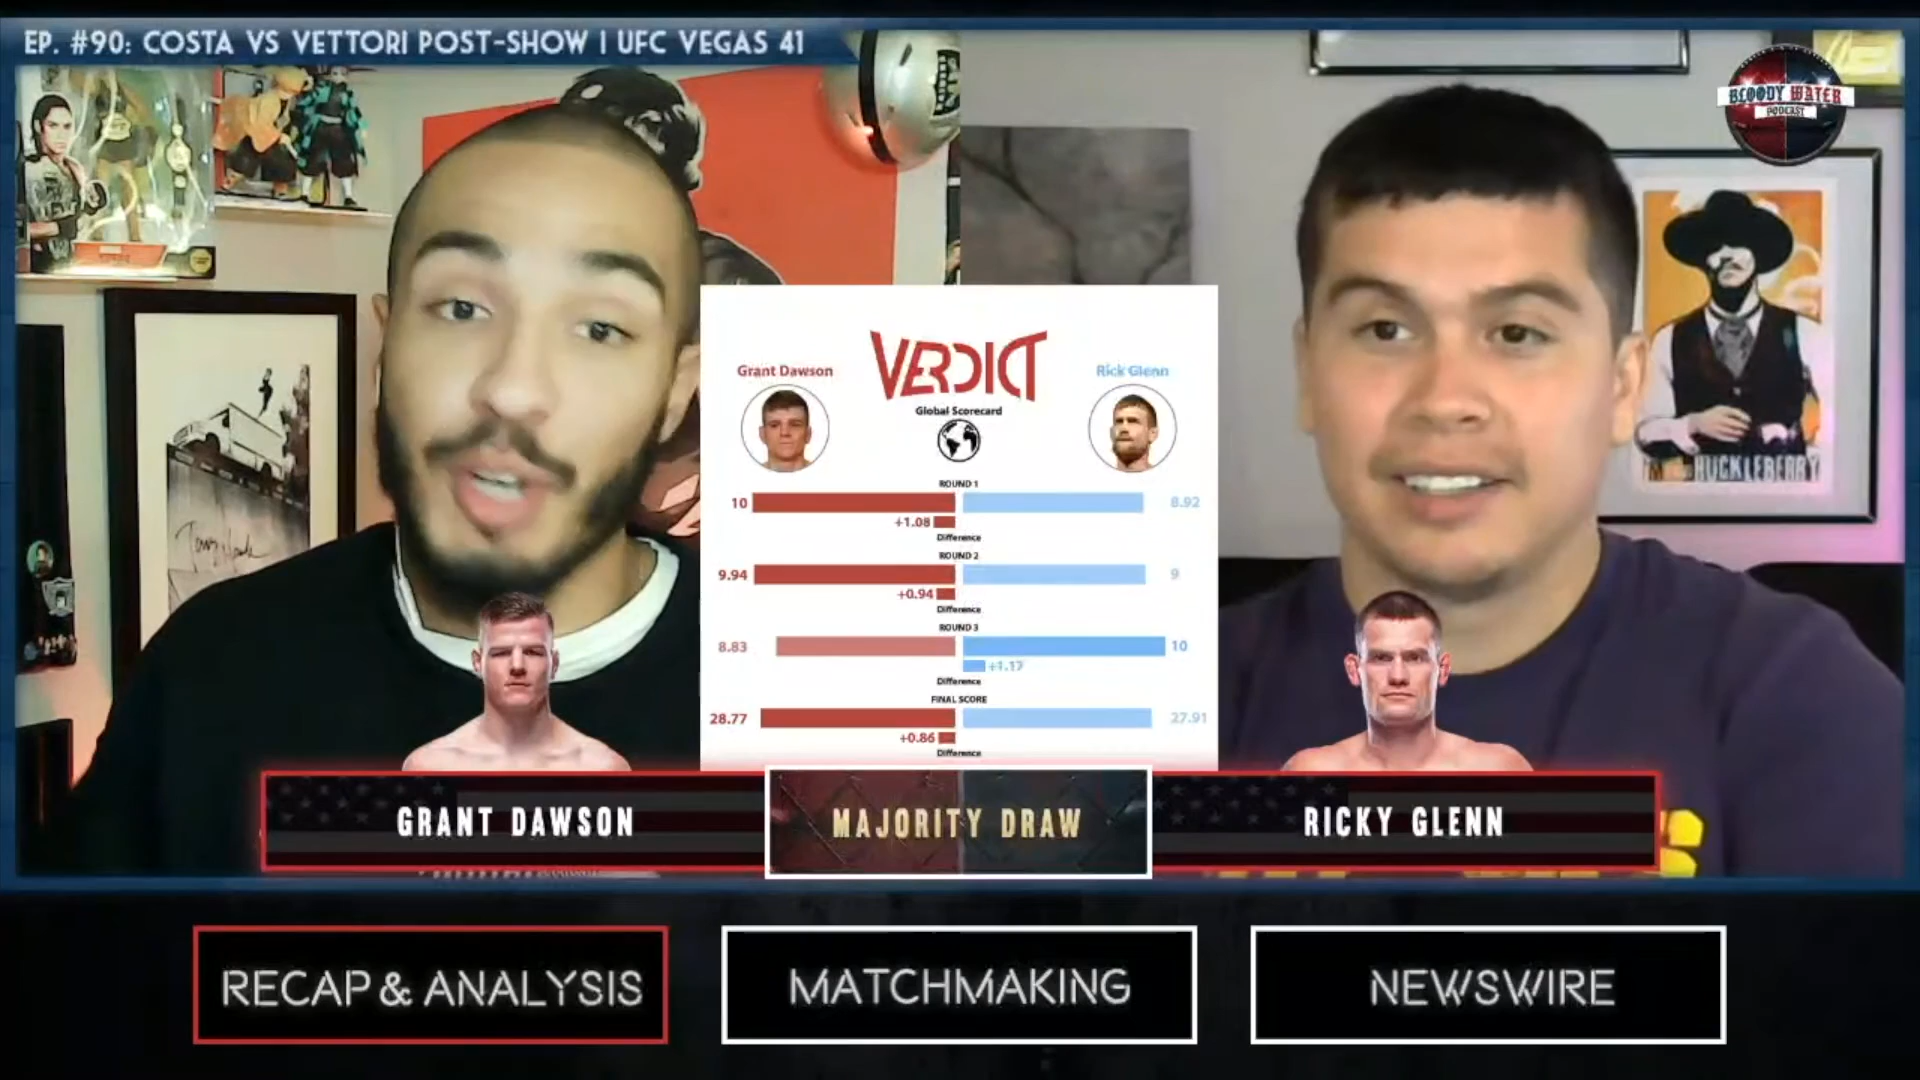 EP. #90: COSTA VS VETTORI POST-SHOW | UFC VEGAS 41
BLOODY WATER
PODCAST
HUCKLEBERRY
VERDICT
Grant Dawson
Rick Glenn
Global Scorecard
ROUND 1
10
8.92
+1.08
Difference
ROUND 2
9.94
9
+0.94
Difference
ROUND 3
8.83
10
+1.17
Difference
FINAL SCORE
28.77
27.91
+0.86
Difference
GRANT DAWSON
MAJORITY DRAW
RICKY GLENN
RECAP & ANALYSIS
MATCHMAKING
NEWSWIRE